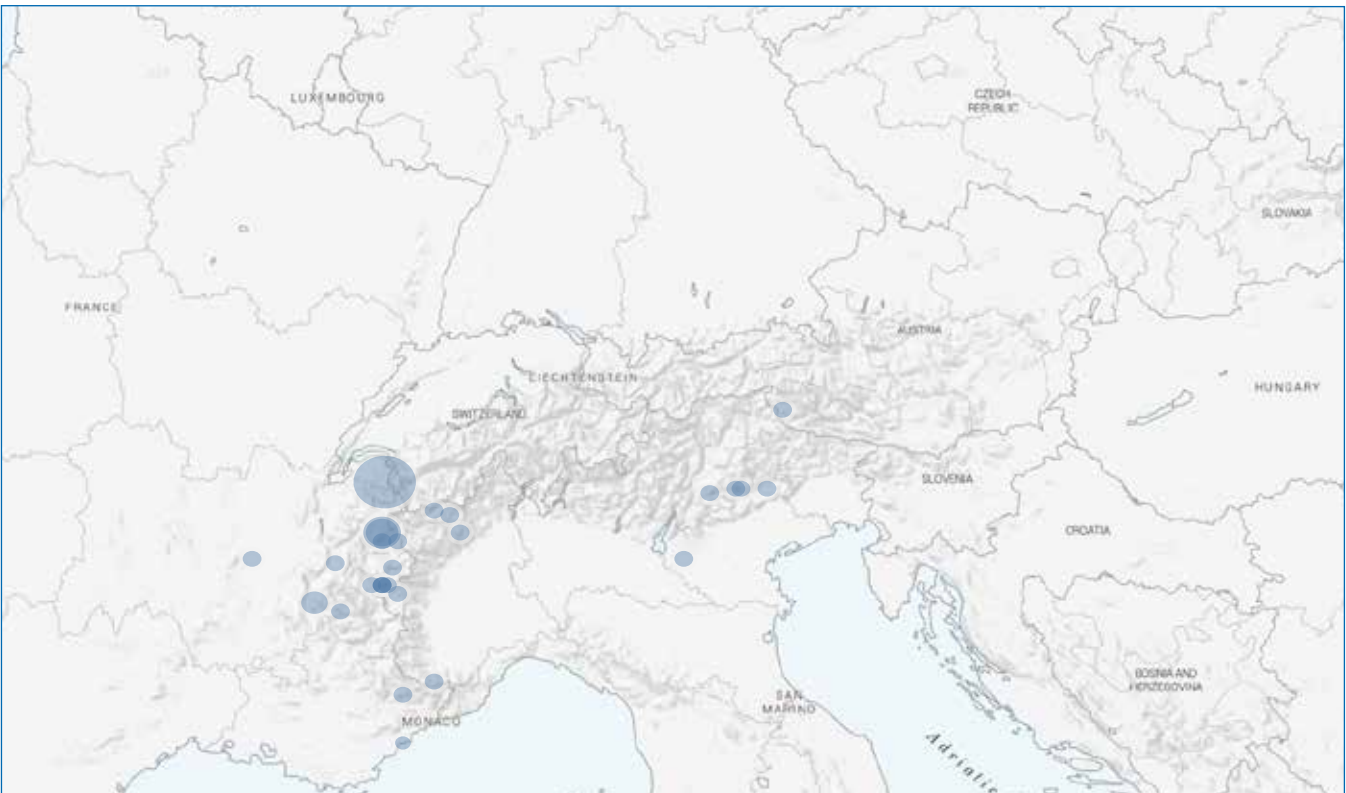 LUXEMBOURG
CZECH
REPUBLIC
SLOVAKIA
FRANCE
AUSTRIA
LIECHTENSTEIN
HUNGARY
SWITZERLAND
SLOVENIA
CROATIA
BOSNIA AND
HERZEGOVINA
SAN
MARINO
MONACO
Adriatic